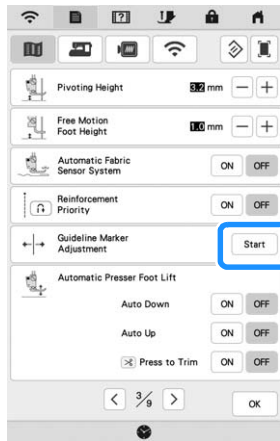 Pivoting Height
3.2 mm
− +
Free Motion
Foot Height
1.0 mm
− +
Automatic Fabric
Sensor System
ON OFF
Reinforcement
Priority
ON OFF
Guideline Marker
Adjustment
Start
Automatic Presser Foot Lift
Auto Down
ON OFF
Auto Up
ON OFF
Press to Trim
ON OFF
< 3/9 >
OK